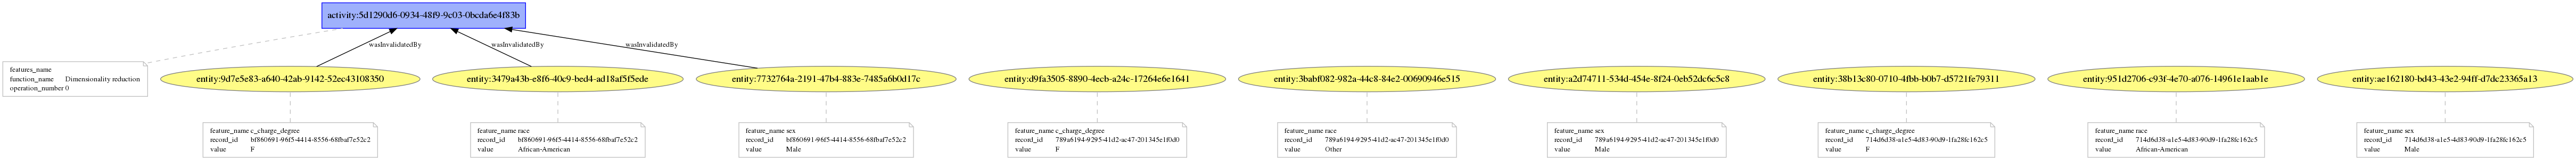 activity:5d1290d6-0934-48f9-9c03-0bcda6e4f83b
wasInvalidatedBy
wasInvalidatedBy
wasInvalidatedBy
features_name
function_name Dimensionality reduction
operation_number 0
entity:9d7e5e83-a640-42ab-9142-52ec43108350
entity:3479a43b-e8f6-40c9-bed4-ad18af5f5ede
entity:7732764a-2191-47b4-883e-7485a6b0d17c
entity:d9fa3505-8890-4ecb-a24c-17264e6e1641
entity:3babf082-982a-44c8-84e2-00690946e515
entity:a2d74711-534d-454e-8f24-0eb52dc6c5c8
entity:38b13c80-0710-4fbb-b0b7-d5721fe79311
entity:951d2706-c93f-4e70-a076-14961e1aab1e
entity:ae162180-bd43-43e2-94ff-d7dc23365a13
feature_name c_charge_degree
record_id bf860691-96f5-4414-8556-68fbaf7e52c2
value F
feature_name race
record_id bf860691-96f5-4414-8556-68fbaf7e52c2
value African-American
feature_name sex
record_id bf860691-96f5-4414-8556-68fbaf7e52c2
value Male
feature_name c_charge_degree
record_id 789a6194-9295-41d2-ac47-201345e1f0d0
value F
feature_name race
record_id 789a6194-9295-41d2-ac47-201345e1f0d0
value Other
feature_name sex
record_id 789a6194-9295-41d2-ac47-201345e1f0d0
value Male
feature_name c_charge_degree
record_id 714d6d38-a1e5-4d83-90d9-1fa28fc162c5
value F
feature_name race
record_id 714d6d38-a1e5-4d83-90d9-1fa28fc162c5
value African-American
feature_name sex
record_id 714d6d38-a1e5-4d83-90d9-1fa28fc162c5
value Male